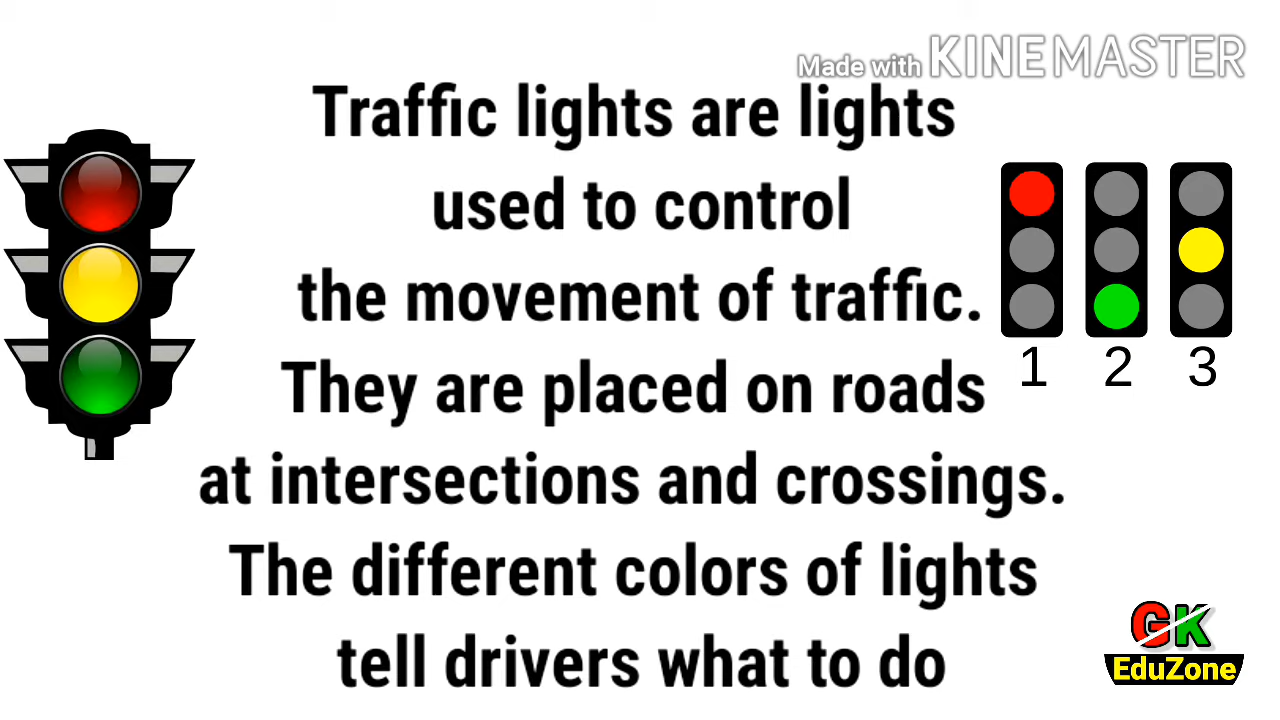 Made with KINEMASTER
Traffic lights are lights
used to control
the movement of traffic.
They are placed on roads
at intersections and crossings.
The different colors of lights
tell drivers what to do
1 2 3
GK
EduZone